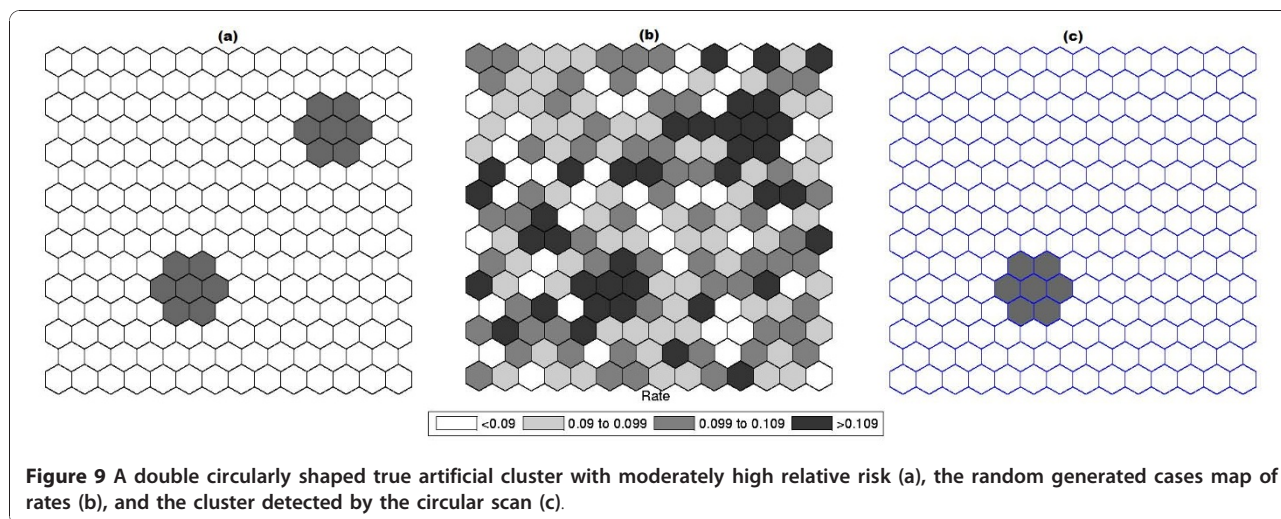 (a) (b) (c)
Rate
<0.09 0.09 to 0.099 0.099 to 0.109 >0.109
Figure 9 A double circularly shaped true artificial cluster with moderately high relative risk (a), the random generated cases map of
rates (b), and the cluster detected by the circular scan (c).